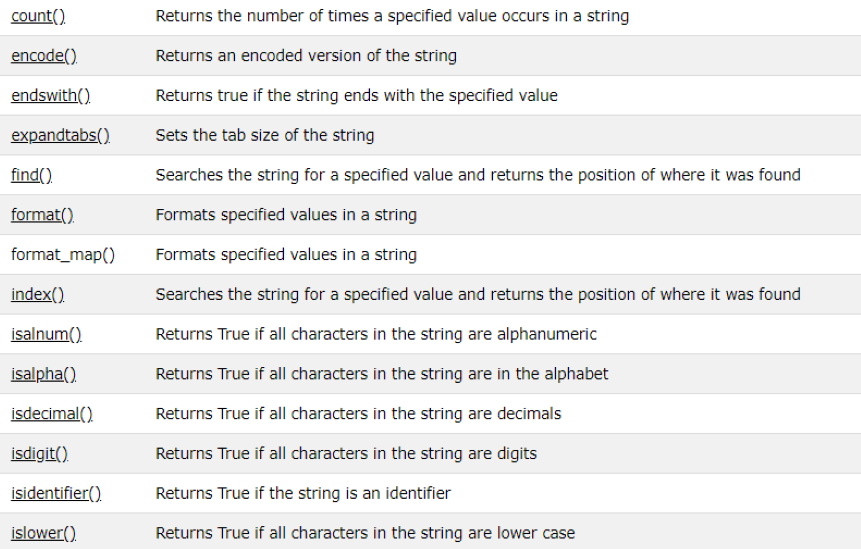 count() Returns the number of times a specified value occurs in a string
encode() Returns an encoded version of the string
endswith() Returns true if the string ends with the specified value
expandtabs() Sets the tab size of the string
find() Searches the string for a specified value and returns the position of where it was found
format() Formats specified values in a string
format_map() Formats specified values in a string
index() Searches the string for a specified value and returns the position of where it was found
isalnum() Returns True if all characters in the string are alphanumeric
isalpha() Returns True if all characters in the string are in the alphabet
isdecimal() Returns True if all characters in the string are decimals
isdigit() Returns True if all characters in the string are digits
isidentifier() Returns True if the string is an identifier
islower() Returns True if all characters in the string are lower case